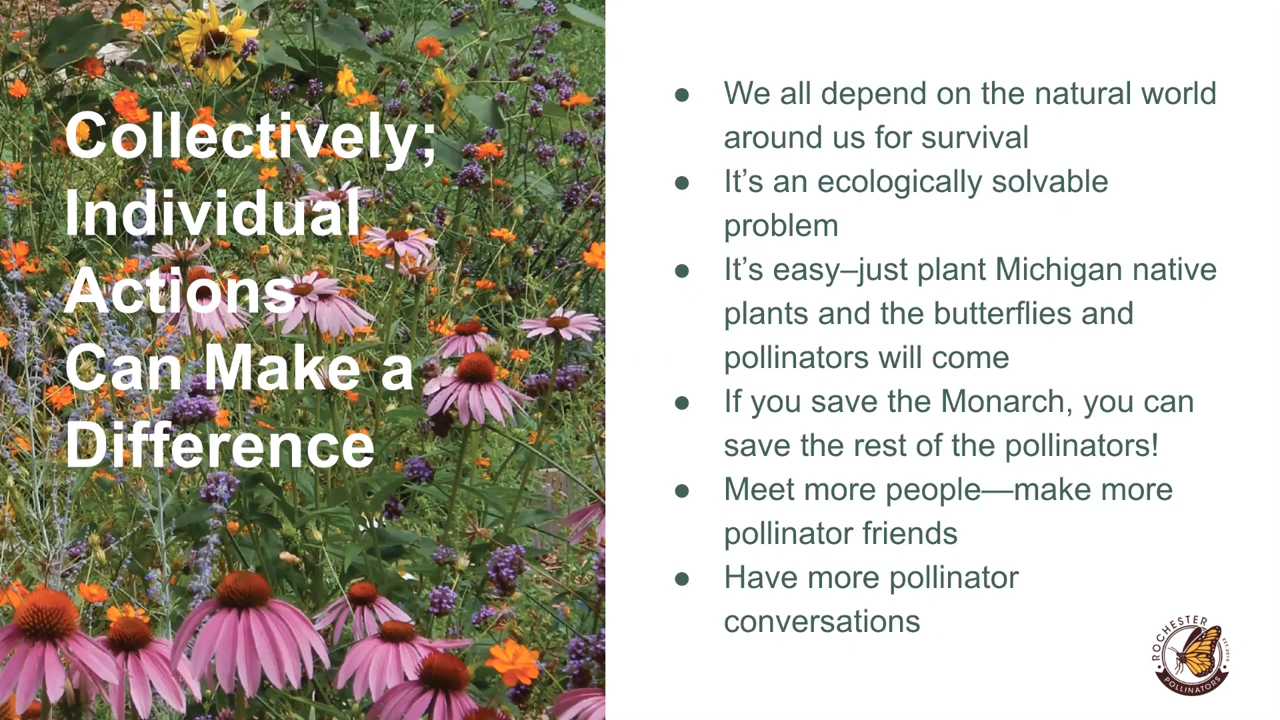 Collectively;
Individual
Actions
Can Make a
Difference
● We all depend on the natural world
around us for survival
● It’s an ecologically solvable
problem
● It’s easy–just plant Michigan native
plants and the butterflies and
pollinators will come
● If you save the Monarch, you can
save the rest of the pollinators!
● Meet more people—make more
pollinator friends
● Have more pollinator
conversations
ROCHESTER
POLLINATORS